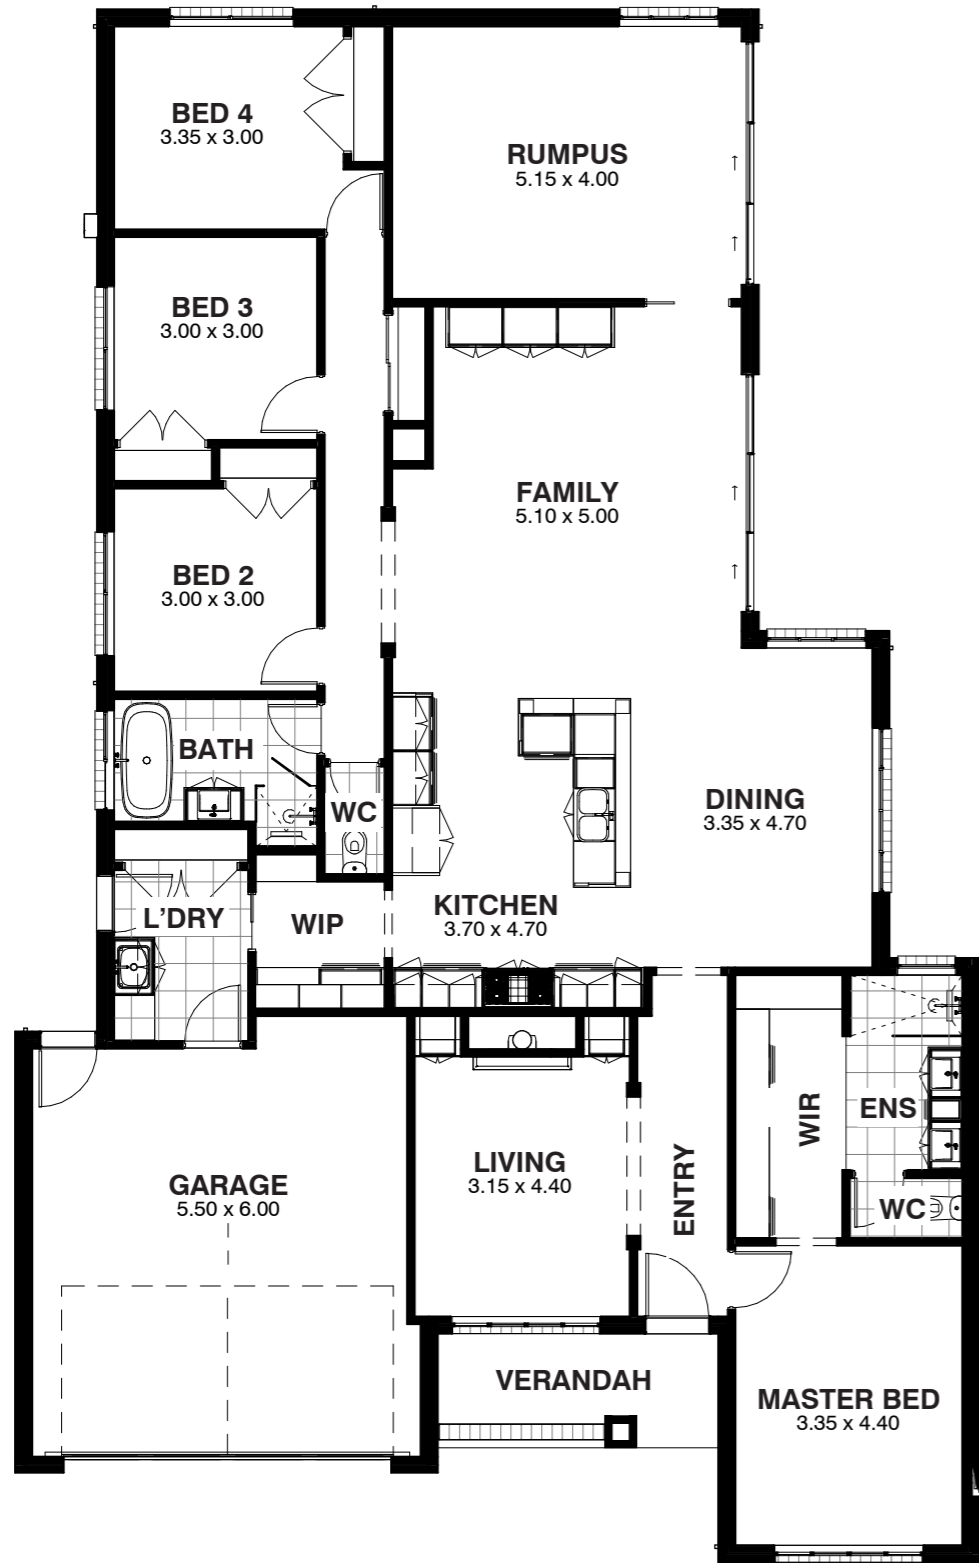 BED 4
3.35 x 3.00
RUMPUS
5.15 x 4.00
BED 3
3.00 x 3.00
FAMILY
5.10 x 5.00
BED 2
3.00 x 3.00
BATH
WC
DINING
3.35 x 4.70
L'DRY
WIP
KITCHEN
3.70 x 4.70
GARAGE
5.50 x 6.00
LIVING
3.15 x 4.40
ENTRY
WIR
ENS
WC
VERANDAH
MASTER BED
3.35 x 4.40